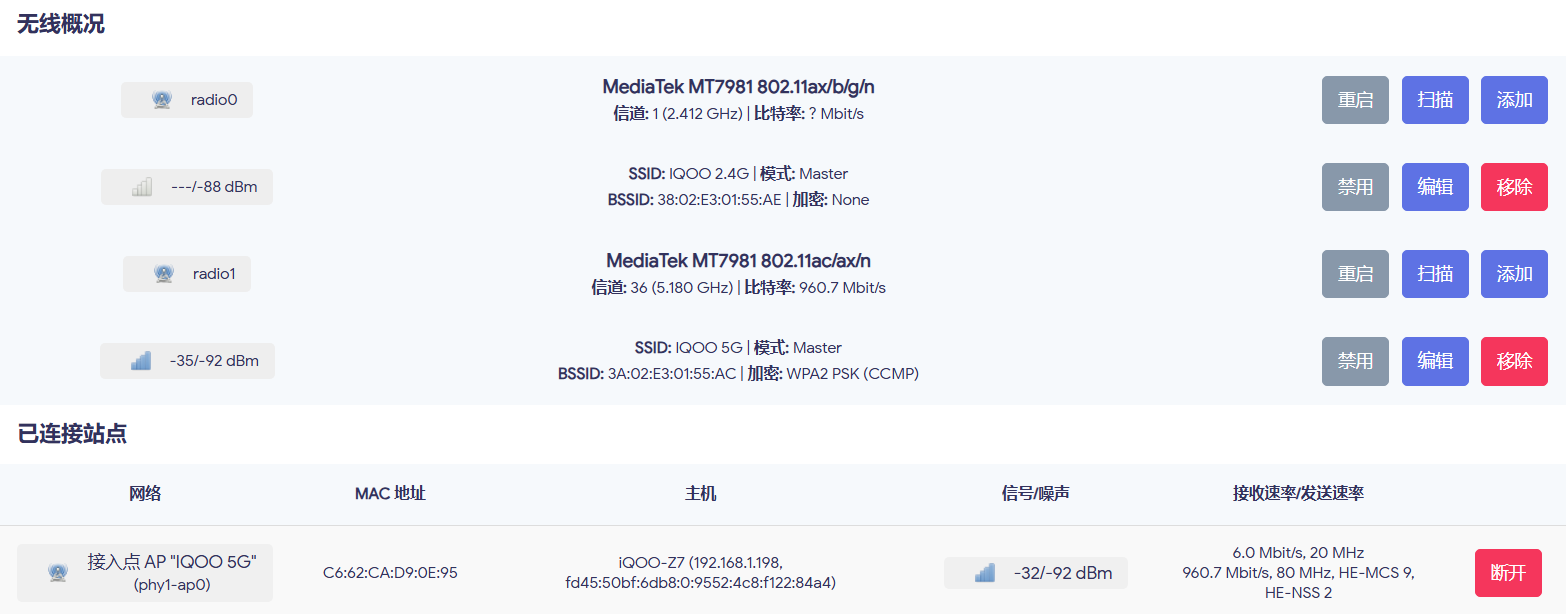 无线概况
radio0
MediaTek MT7981 802.11ax/b/g/n
信道: 1 (2.412 GHz) | 比特率: ? Mbit/s
重启 扫描 添加
---/-88 dBm
SSID: IQOO 2.4G | 模式: Master
BSSID: 38:02:E3:01:55:AE | 加密: None
禁用 编辑 移除
radio1
MediaTek MT7981 802.11ac/ax/n
信道: 36 (5.180 GHz) | 比特率: 960.7 Mbit/s
重启 扫描 添加
-35/-92 dBm
SSID: IQOO 5G | 模式: Master
BSSID: 3A:02:E3:01:55:AC | 加密: WPA2 PSK (CCMP)
禁用 编辑 移除
已连接站点
网络 MAC 地址 主机 信号/噪声 接收速率/发送速率
接入点 AP "IQOO 5G"
(phy1-ap0)
C6:62:CA:D9:0E:95
iQOO-Z7 (192.168.1.198,
fd45:50bf:6db8:0:9552:4c8:f122:84a4)
-32/-92 dBm
6.0 Mbit/s, 20 MHz
960.7 Mbit/s, 80 MHz, HE-MCS 9,
HE-NSS 2
断开